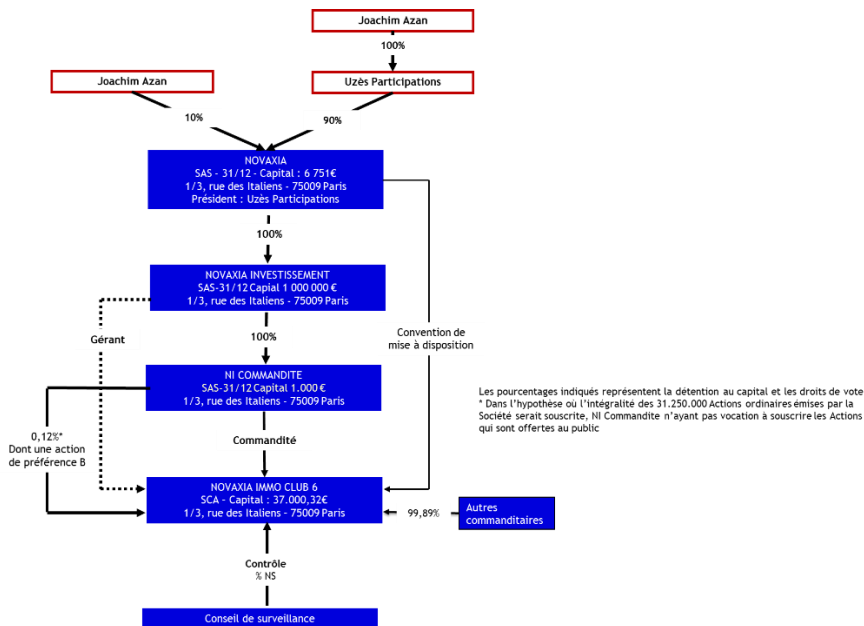 Joachim Azan
100%
Joachim Azan
Uzès Participations
10%
90%
NOVAXIA
SAS - 31/12 - Capital : 6 751€
1/3, rue des Italiens - 75009 Paris
Président : Uzès Participations
100%
NOVAXIA INVESTISSEMENT
SAS-31/12 Capial 1 000 000 €
1/3, rue des Italiens - 75009 Paris
Gérant
100%
Convention de
mise à disposition
NI COMMANDITE
SAS-31/12 Capital 1.000 €
1/3, rue des Italiens - 75009 Paris
Les pourcentages indiqués représentent la détention au capital et les droits de vote
* Dans l'hypothèse où l'intégralité des 31.250.000 Actions ordinaires émises par la
Société serait souscrite, NI Commandite n'ayant pas vocation à souscrire les Actions
qui sont offertes au public
0,12%*
Dont une action
de préférence B
Commandité
NOVAXIA IMMO CLUB 6
SCA - Capital : 37.000,32€
1/3, rue des Italiens - 75009 Paris
99,89%
Autres
commanditaires
Contrôle
% NS
Conseil de surveillance